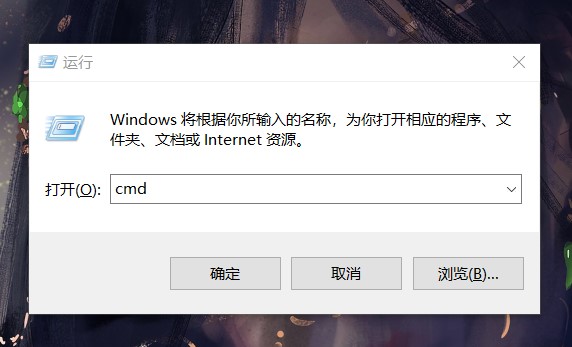 运行
Windows 将根据你所输入的名称，为你打开相应的程序、文
件夹、文档或 Internet 资源。
打开(O): cmd
确定 取消 浏览(B)...